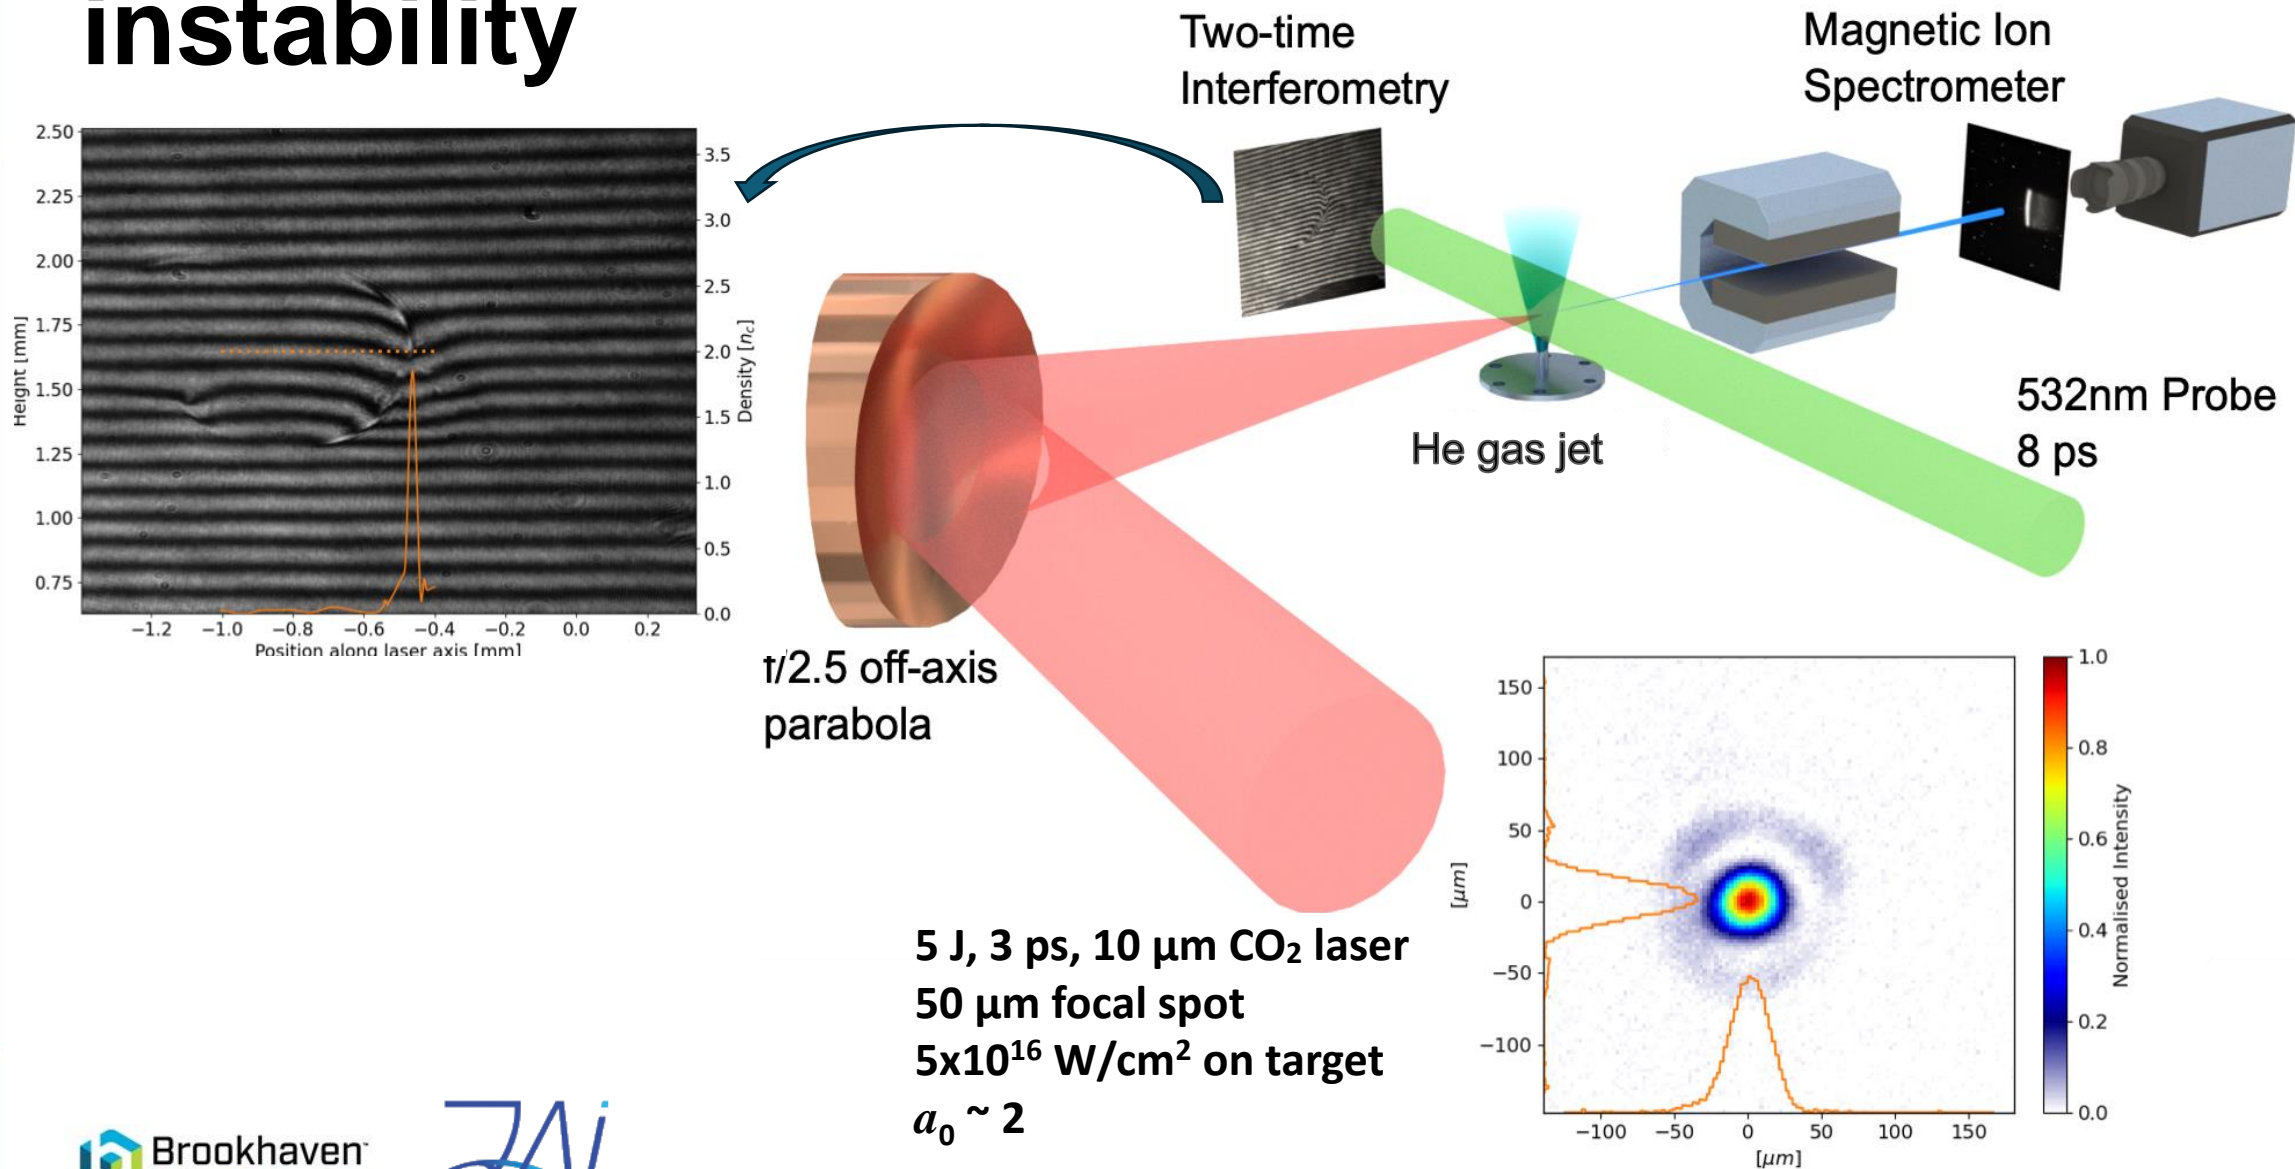 instability
Two-time
Interferometry
Magnetic Ion
Spectrometer
2.50
2.25
2.00
1.75
1.50
1.25
1.00
0.75
Height [mm]
3.5
3.0
2.5
2.0
1.5
1.0
0.5
0.0
Density [n_c]
−1.2 −1.0 −0.8 −0.6 −0.4 −0.2 0.0 0.2
Position along laser axis [mm]
He gas jet
532nm Probe
8 ps
f/2.5 off-axis
parabola
5 J, 3 ps, 10 µm CO₂ laser
50 µm focal spot
5x10¹⁶ W/cm² on target
a₀ ~ 2
150
100
50
0
−50
−100
[µm]
−100 −50 0 50 100 150
[µm]
1.0
0.8
0.6
0.4
0.2
0.0
Normalised Intensity
Brookhaven™
JAi